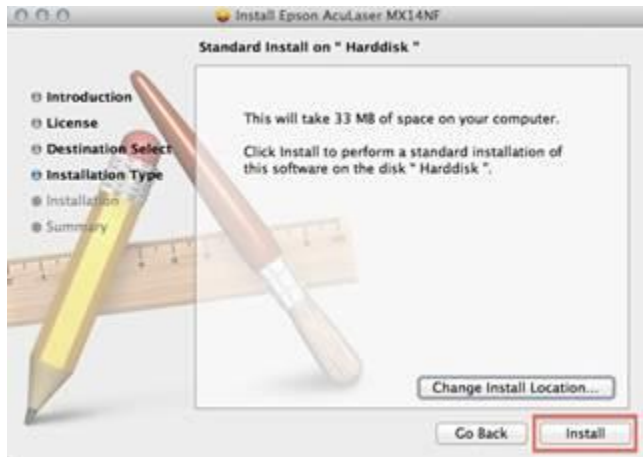 Install Epson AcuLaser MX14NF
Standard Install on " Harddisk "
Introduction
License
Destination Select
Installation Type
Installation
Summary
This will take 33 MB of space on your computer.
Click Install to perform a standard installation of
this software on the disk " Harddisk ".
Change Install Location...
Go Back
Install